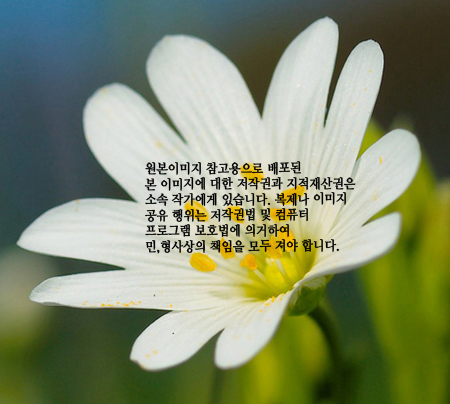 원본이미지 참고용으로 배포된
본 이미지에 대한 저작권과 지적재산권은
소속 작가에게 있습니다. 복제나 이미지
공유 행위는 저작권법 및 컴퓨터
프로그램 보호법에 의거하여
민,형사상의 책임을 모두 져야 합니다.